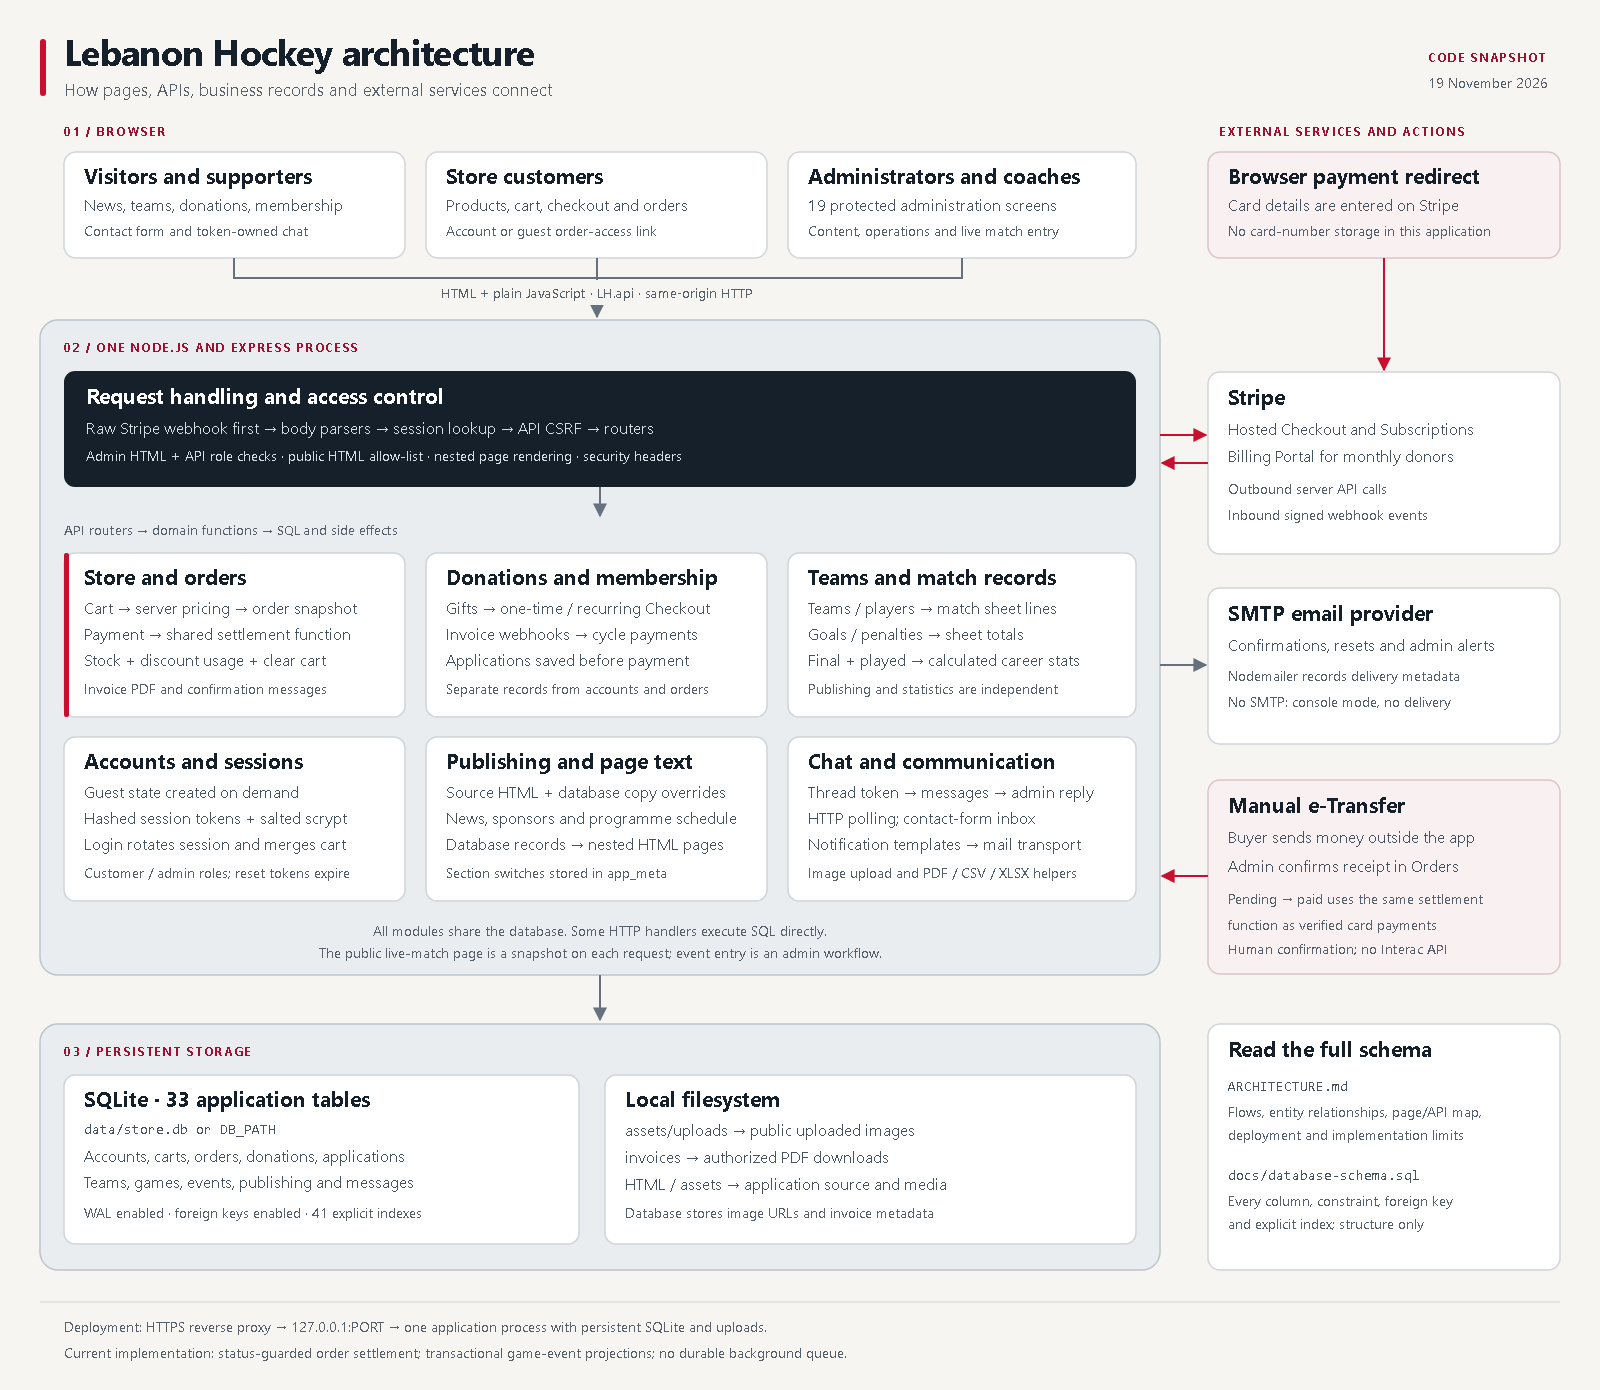 Lebanon Hockey architecture
How pages, APIs, business records and external services connect
CODE SNAPSHOT
19 November 2026
01 / BROWSER
Visitors and supporters
News, teams, donations, membership
Contact form and token-owned chat
Store customers
Products, cart, checkout and orders
Account or guest order-access link
Administrators and coaches
19 protected administration screens
Content, operations and live match entry
EXTERNAL SERVICES AND ACTIONS
Browser payment redirect
Card details are entered on Stripe
No card-number storage in this application
HTML + plain JavaScript · LH.api · same-origin HTTP
02 / ONE NODE.JS AND EXPRESS PROCESS
Request handling and access control
Raw Stripe webhook first → body parsers → session lookup → API CSRF → routers
Admin HTML + API role checks · public HTML allow-list · nested page rendering · security headers
API routers → domain functions → SQL and side effects
Store and orders
Cart → server pricing → order snapshot
Payment → shared settlement function
Stock + discount usage + clear cart
Invoice PDF and confirmation messages
Donations and membership
Gifts → one-time / recurring Checkout
Invoice webhooks → cycle payments
Applications saved before payment
Separate records from accounts and orders
Teams and match records
Teams / players → match sheet lines
Goals / penalties → sheet totals
Final + played → calculated career stats
Publishing and statistics are independent
Accounts and sessions
Guest state created on demand
Hashed session tokens + salted scrypt
Login rotates session and merges cart
Customer / admin roles; reset tokens expire
Publishing and page text
Source HTML + database copy overrides
News, sponsors and programme schedule
Database records → nested HTML pages
Section switches stored in app_meta
Chat and communication
Thread token → messages → admin reply
HTTP polling; contact-form inbox
Notification templates → mail transport
Image upload and PDF / CSV / XLSX helpers
All modules share the database. Some HTTP handlers execute SQL directly.
The public live-match page is a snapshot on each request; event entry is an admin workflow.
Stripe
Hosted Checkout and Subscriptions
Billing Portal for monthly donors
Outbound server API calls
Inbound signed webhook events
SMTP email provider
Confirmations, resets and admin alerts
Nodemailer records delivery metadata
No SMTP: console mode, no delivery
Manual e-Transfer
Buyer sends money outside the app
Admin confirms receipt in Orders
Pending → paid uses the same settlement
function as verified card payments
Human confirmation; no Interac API
03 / PERSISTENT STORAGE
SQLite · 33 application tables
data/store.db or DB_PATH
Accounts, carts, orders, donations, applications
Teams, games, events, publishing and messages
WAL enabled · foreign keys enabled · 41 explicit indexes
Local filesystem
assets/uploads → public uploaded images
invoices → authorized PDF downloads
HTML / assets → application source and media
Database stores image URLs and invoice metadata
Read the full schema
ARCHITECTURE.md
Flows, entity relationships, page/API map,
deployment and implementation limits
docs/database-schema.sql
Every column, constraint, foreign key
and explicit index; structure only
Deployment: HTTPS reverse proxy → 127.0.0.1:PORT → one application process with persistent SQLite and uploads.
Current implementation: status-guarded order settlement; transactional game-event projections; no durable background queue.